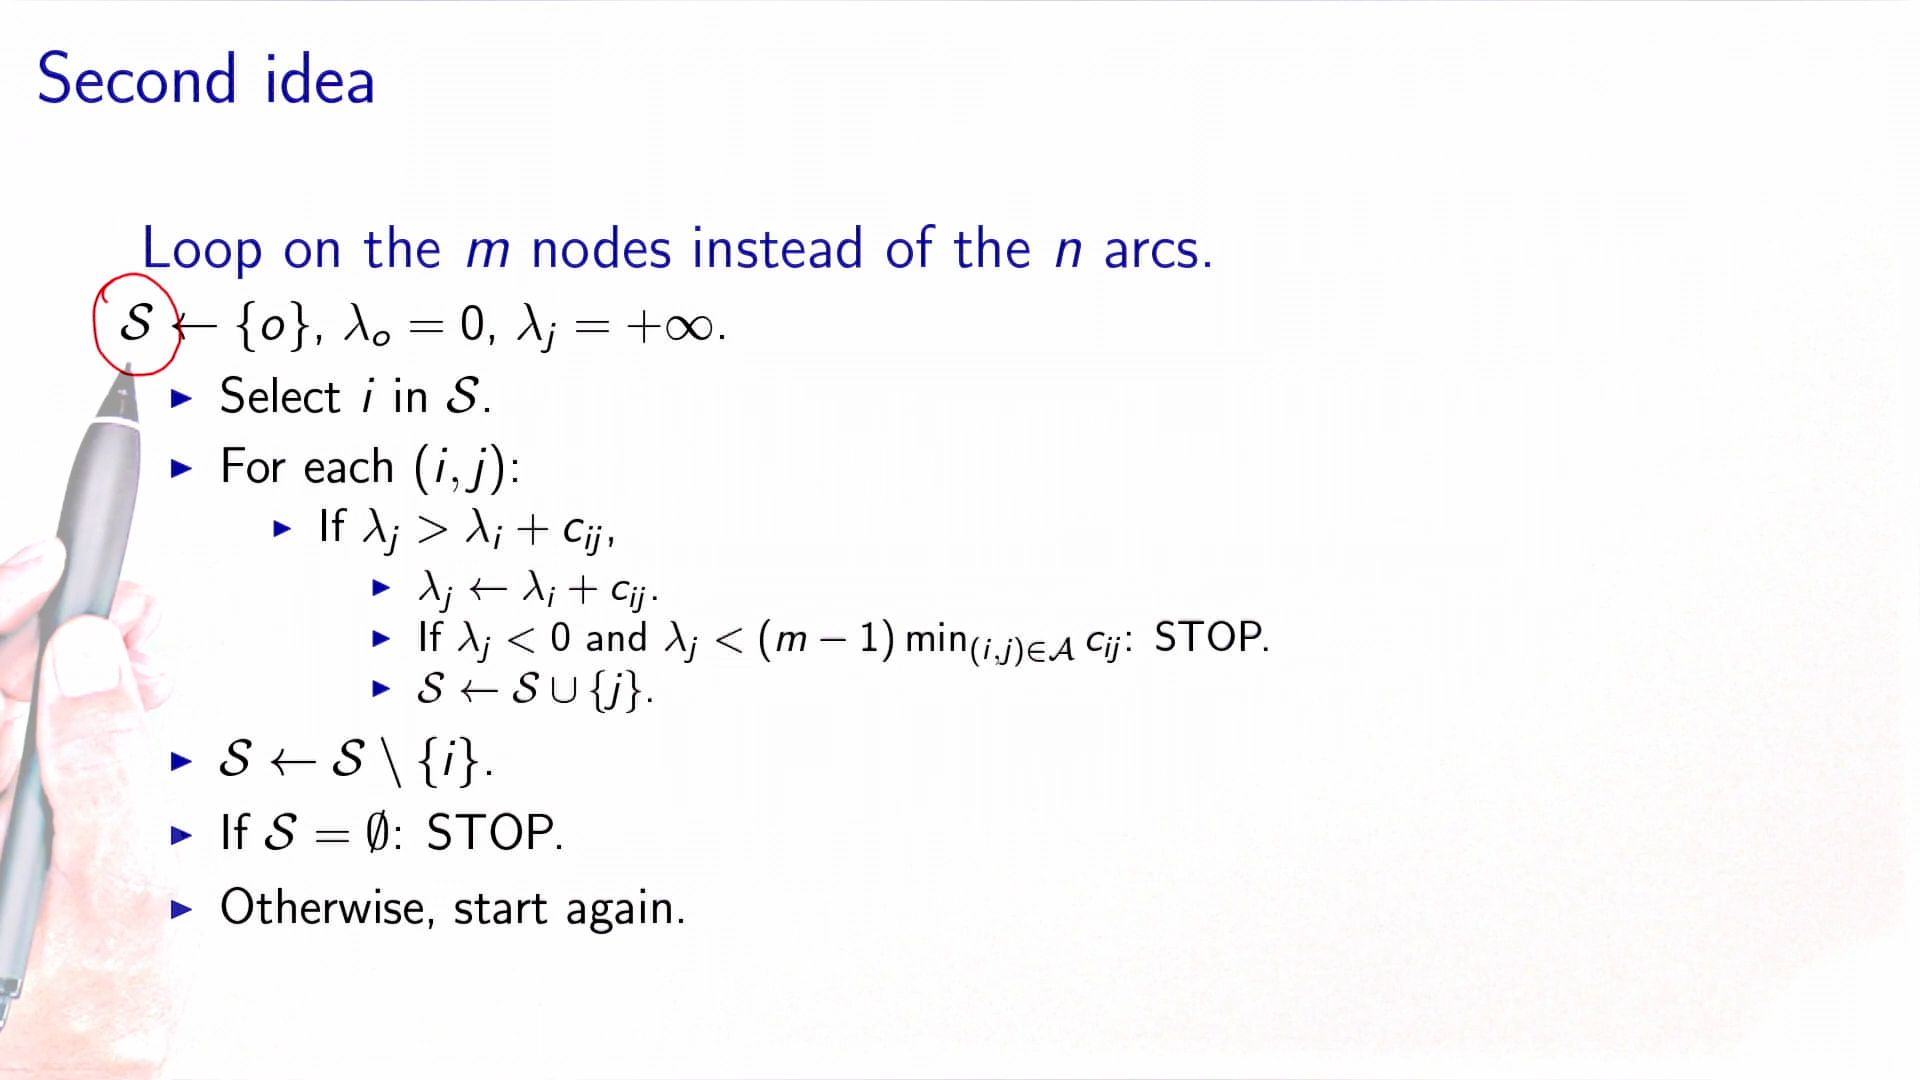 Second idea
Loop on the m nodes instead of the n arcs.
𝒮 ← {o}, λ_o = 0, λ_j = +∞.
▶ Select i in 𝒮.
▶ For each (i, j):
▶ If λ_j > λ_i + c_ij,
▶ λ_j ← λ_i + c_ij.
▶ If λ_j < 0 and λ_j < (m − 1) min_(i,j)∈𝒜 c_ij: STOP.
▶ 𝒮 ← 𝒮 ∪ {j}.
▶ 𝒮 ← 𝒮 \ {i}.
▶ If 𝒮 = ∅: STOP.
▶ Otherwise, start again.